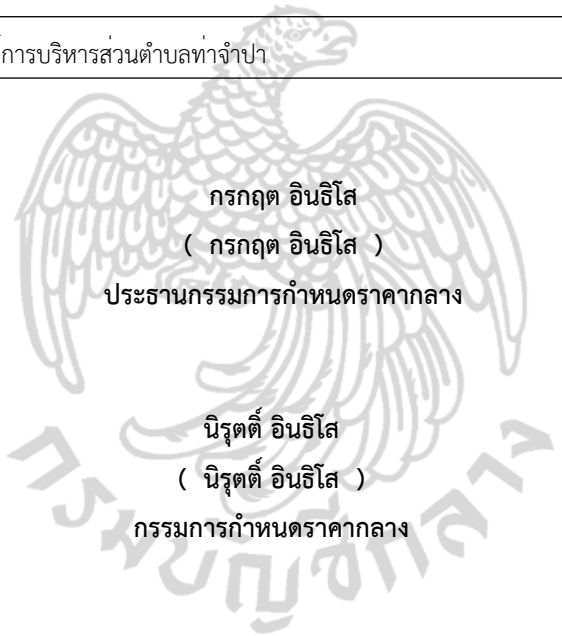 การบริหารส่วนตำบลท่าจำปา
กรกฤต อินธิโส
( กรกฤต อินธิโส )
ประธานกรรมการกำหนดราคากลาง
นิรุตติ์ อินธิโส
( นิรุตติ์ อินธิโส )
กรรมการกำหนดราคากลาง
กรมบัญชีกลาง